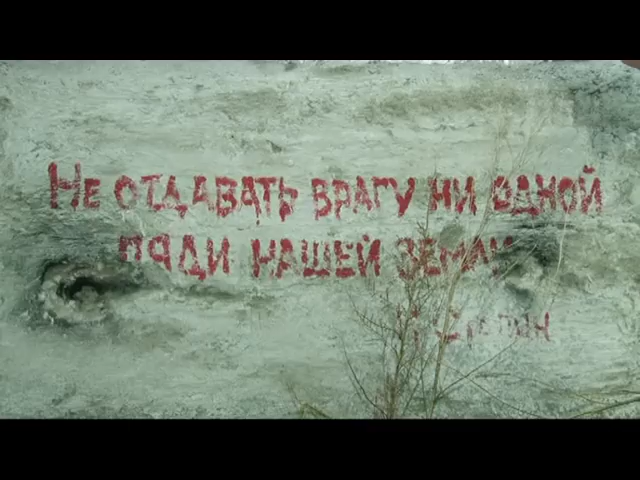 Не отдавать врагу ни одной
пяди нашей земли